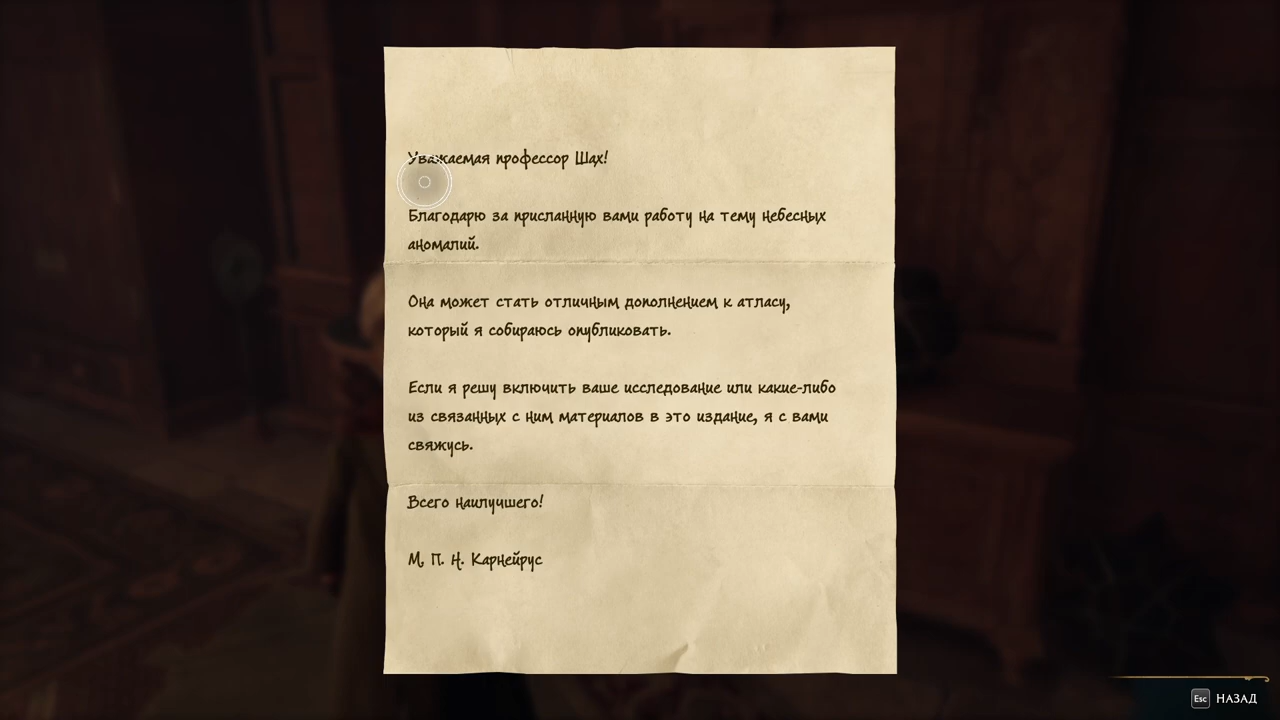 Уважаемая профессор Шах!
Благодарю за присланную вами работу на тему небесных
аномалий.
Она может стать отличным дополнением к атласу,
который я собираюсь опубликовать.
Если я решу включить ваше исследование или какие-либо
из связанных с ним материалов в это издание, я с вами
свяжусь.
Всего наилучшего!
М. П. Н. Карнейрус
Esc НАЗАД